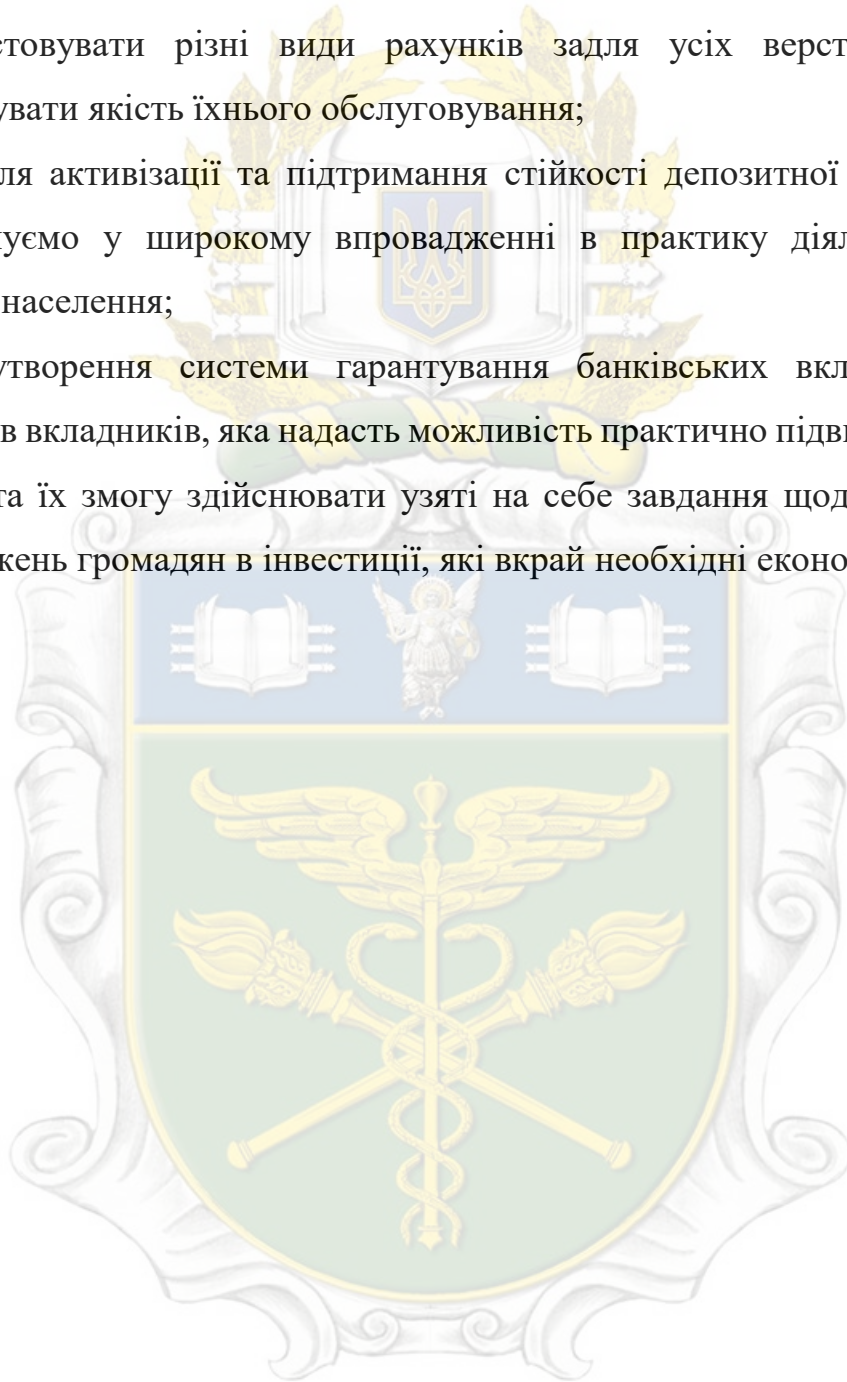 стовувати різні види рахунків задля усіх верст
увати якість їхнього обслуговування;
ля активізації та підтримання стійкості депозитної
уємо у широкому впровадженні в практику діял
населення;
утворення системи гарантування банківських вкл
в вкладників, яка надасть можливість практично підви
та їх змогу здійснювати узяті на себе завдання щод
жень громадян в інвестиції, які вкрай необхідні еконо